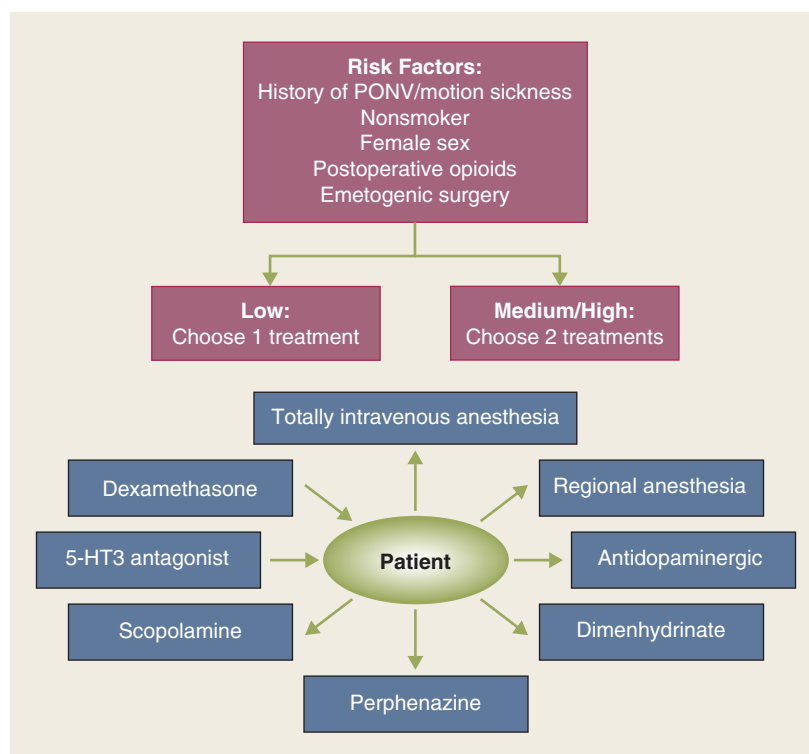 Risk Factors:
History of PONV/motion sickness
Nonsmoker
Female sex
Postoperative opioids
Emetogenic surgery
Low:
Choose 1 treatment
Medium/High:
Choose 2 treatments
Totally intravenous anesthesia
Dexamethasone
Regional anesthesia
5-HT3 antagonist
Patient
Antidopaminergic
Scopolamine
Dimenhydrinate
Perphenazine